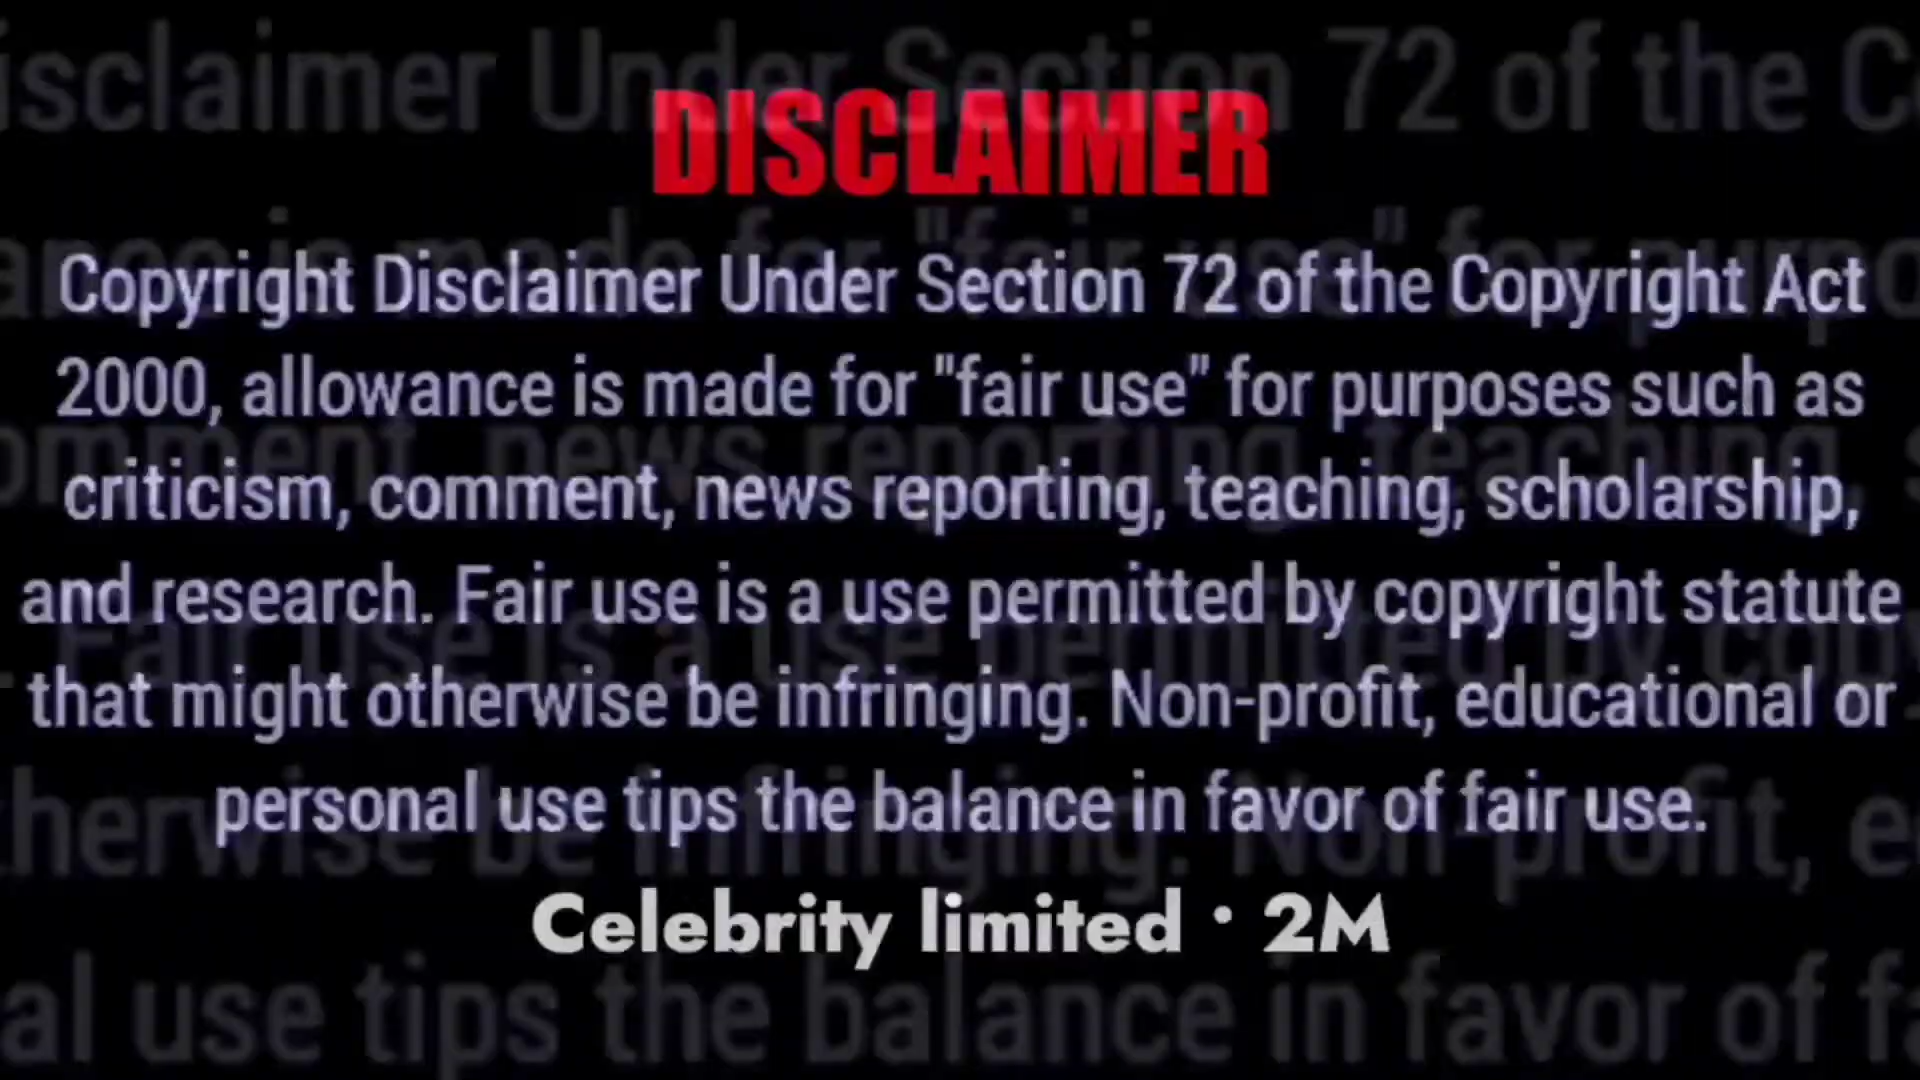 DISCLAIMER
Copyright Disclaimer Under Section 72 of the Copyright Act
2000, allowance is made for "fair use" for purposes such as
criticism, comment, news reporting, teaching, scholarship,
and research. Fair use is a use permitted by copyright statute
that might otherwise be infringing. Non-profit, educational or
personal use tips the balance in favor of fair use.
Celebrity limited • 2M